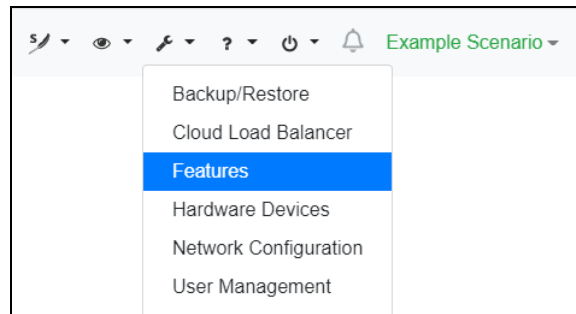 s ? Example Scenario
Backup/Restore
Cloud Load Balancer
Features
Hardware Devices
Network Configuration
User Management